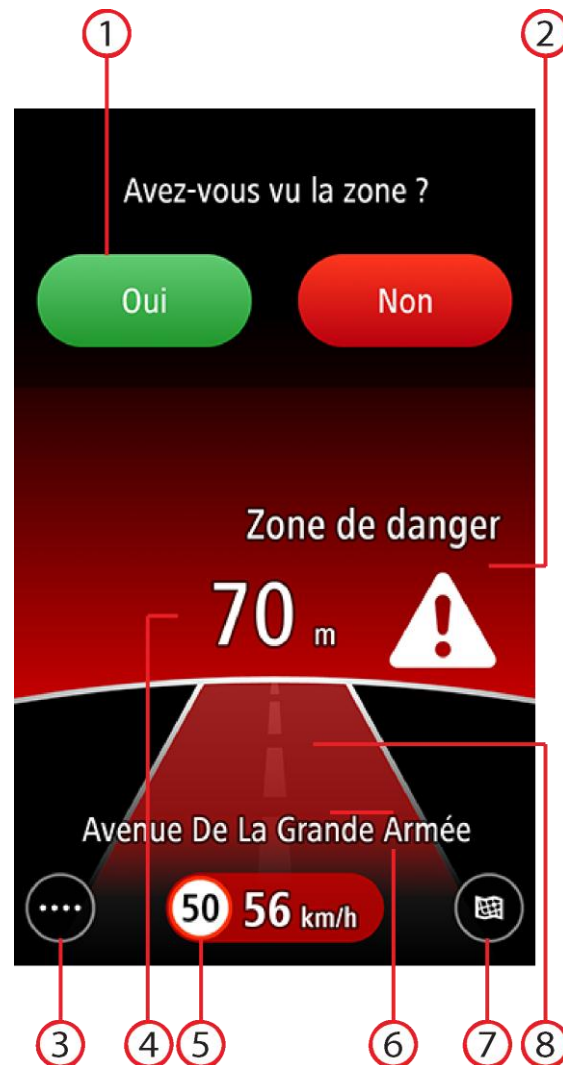 1 2
Avez-vous vu la zone ?
Oui Non
Zone de danger
70 m
Avenue De La Grande Armée
50 56 km/h
3 4 5 6 7 8